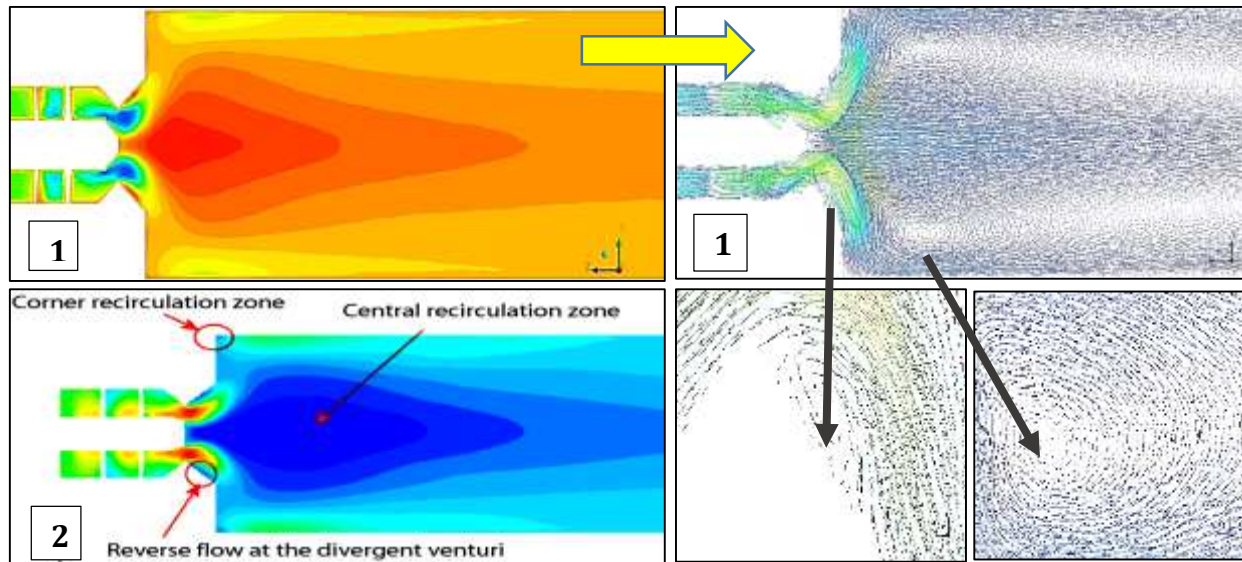 1
1
Corner recirculation zone
Central recirculation zone
2
Reverse flow at the divergent venturi